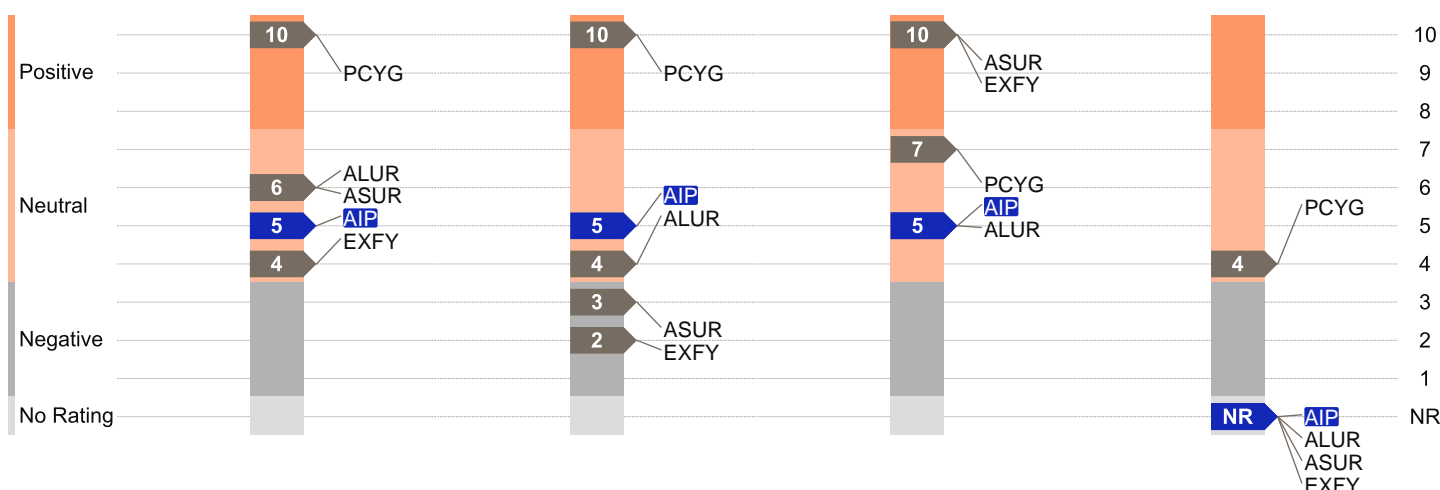 Positive
Neutral
Negative
No Rating
10
PCYG
6
ALUR
ASUR
5
AIP
4
EXFY
10
PCYG
5
AIP
4
ALUR
3
ASUR
2
EXFY
10
ASUR
EXFY
7
PCYG
5
AIP
ALUR
4
PCYG
NR
AIP
ALUR
ASUR
EXFY
10
9
8
7
6
5
4
3
2
1
NR